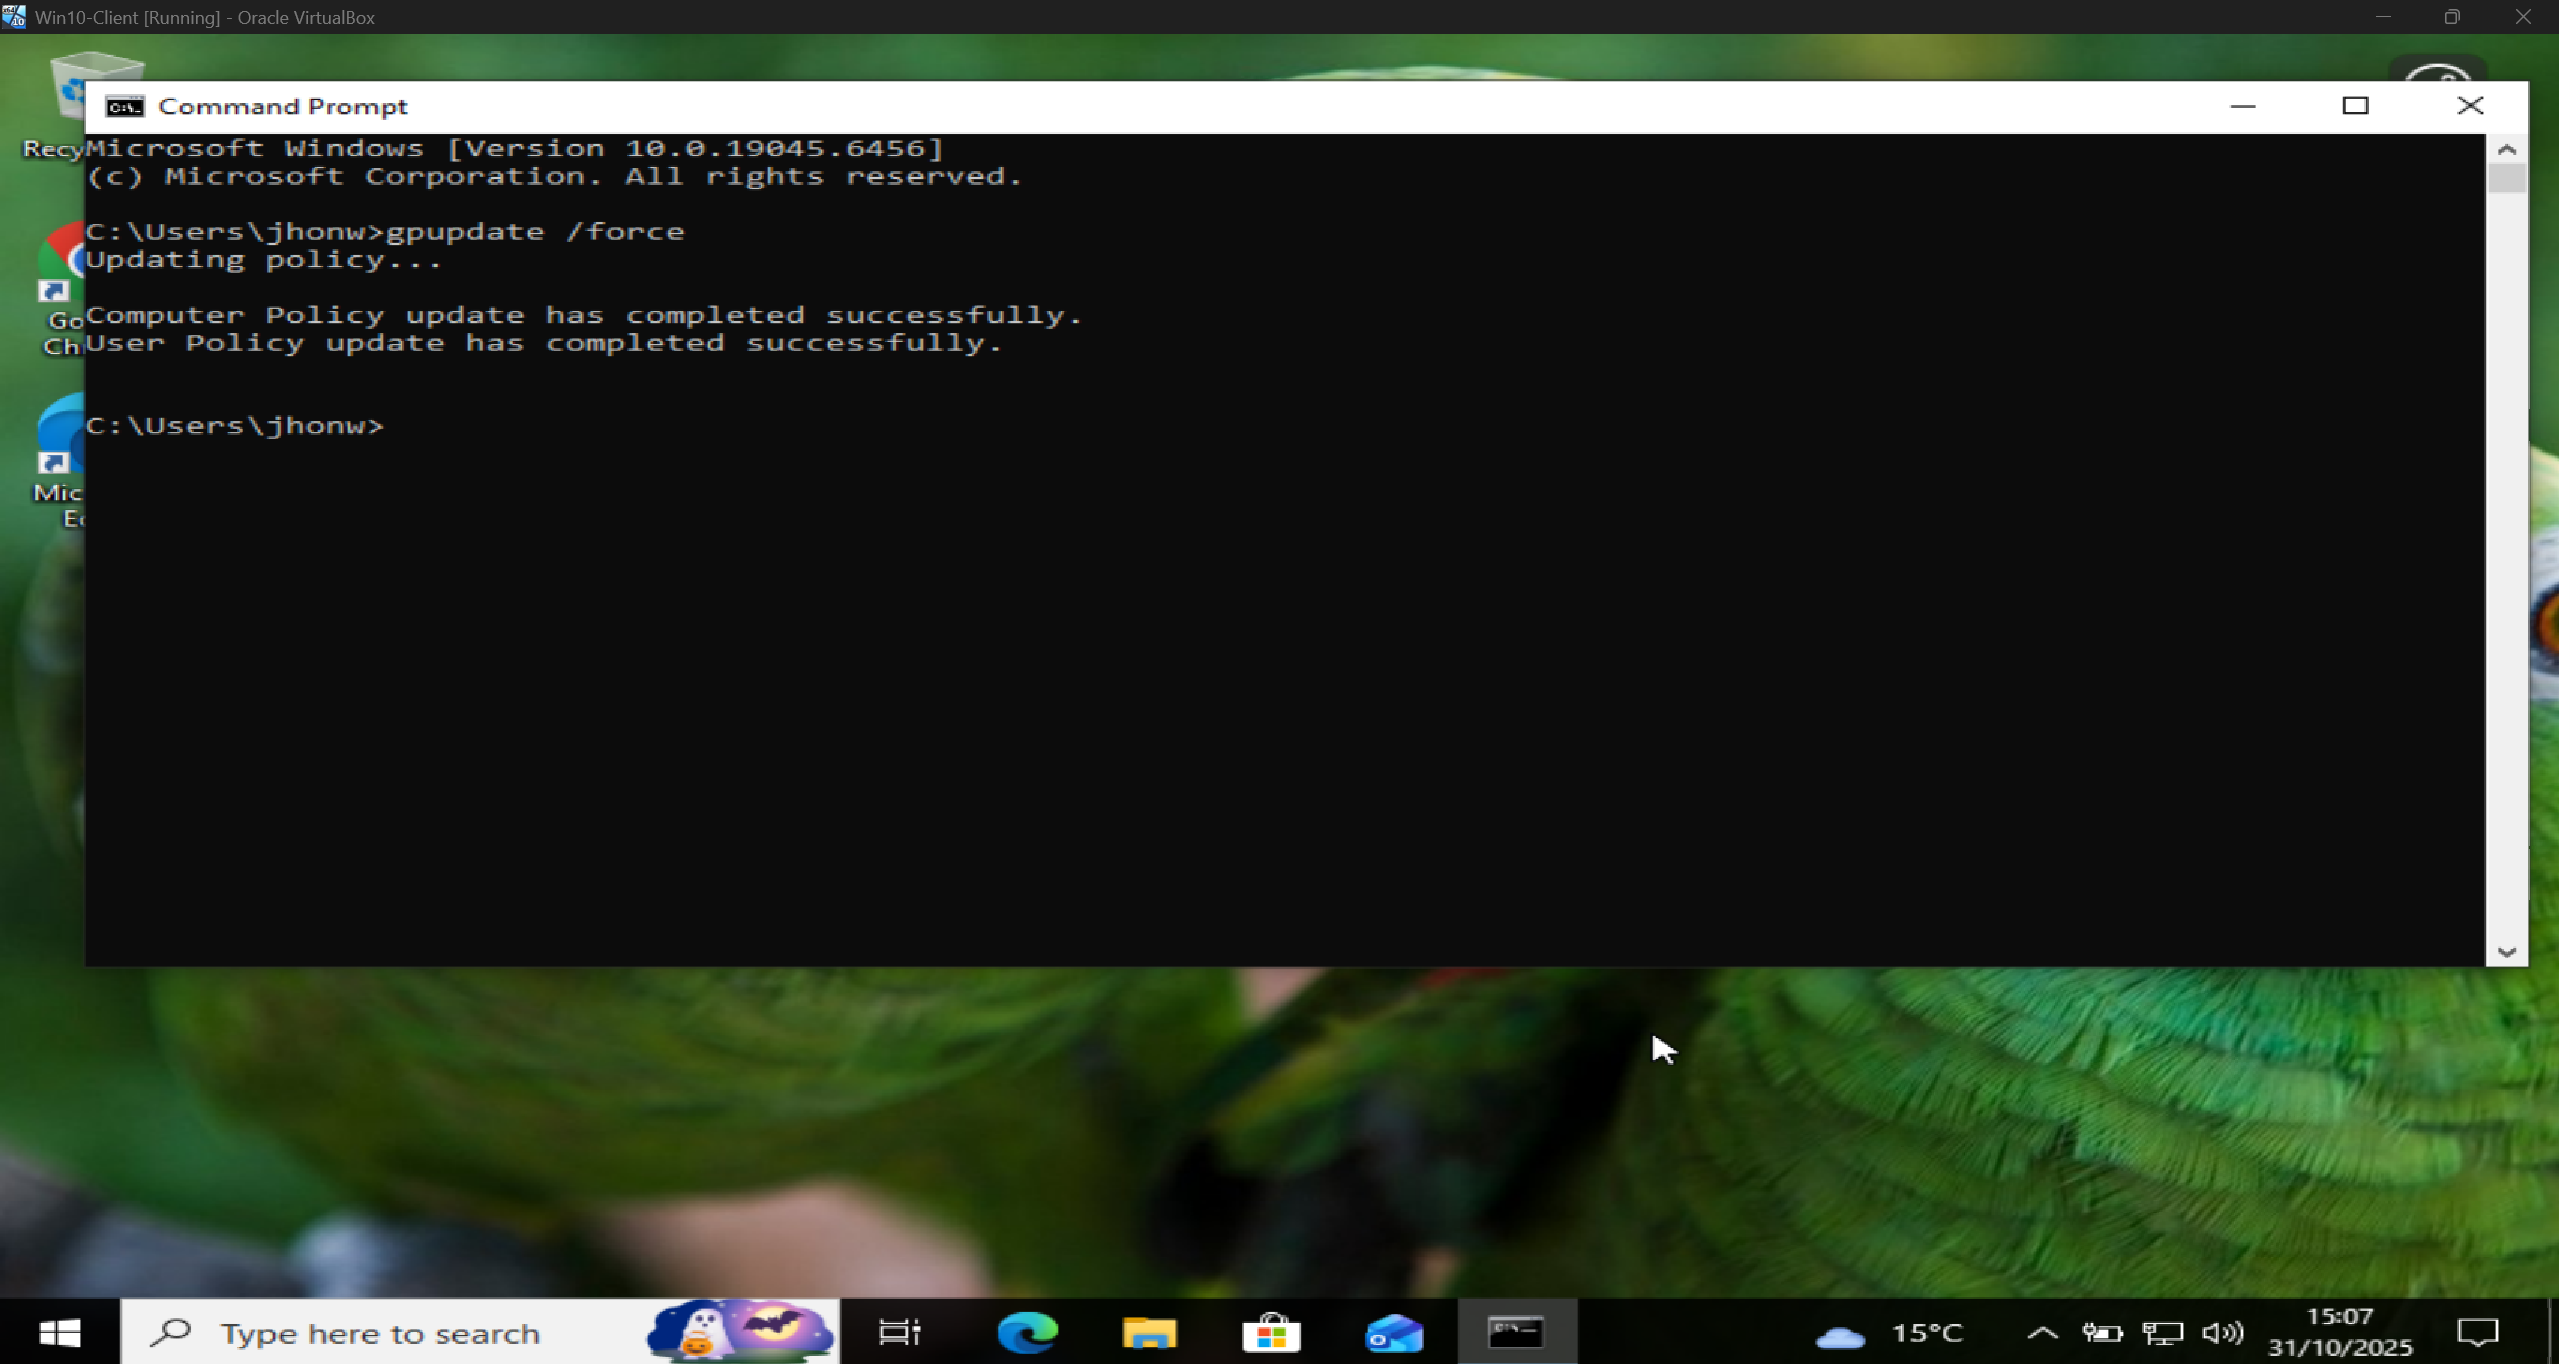 Win10-Client [Running] - Oracle VirtualBox
Command Prompt
Microsoft Windows [Version 10.0.19045.6456]
(c) Microsoft Corporation. All rights reserved.
C:\Users\jhonw>gpupdate /force
Updating policy...
Computer Policy update has completed successfully.
User Policy update has completed successfully.
C:\Users\jhonw>
Recy
Go
Ch
Mic
E
Type here to search
15°C
15:07
31/10/2025